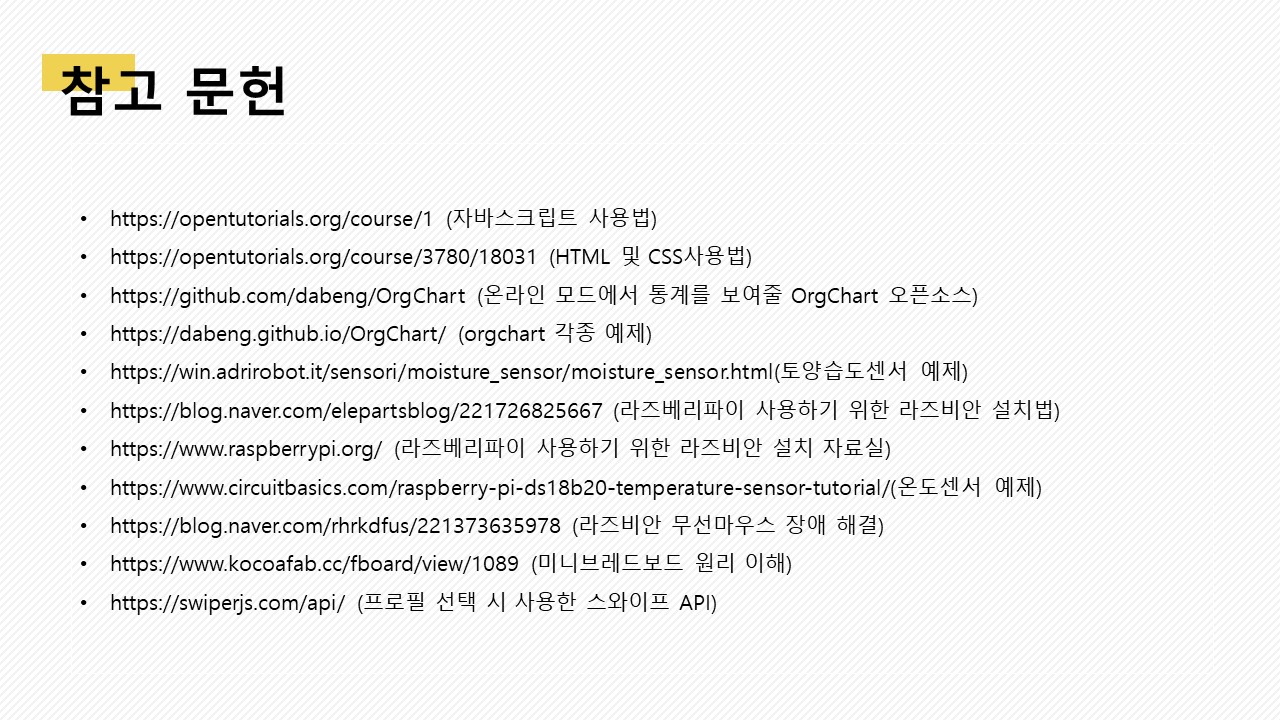 참고 문헌
• https://opentutorials.org/course/1 (자바스크립트 사용법)
• https://opentutorials.org/course/3780/18031 (HTML 및 CSS사용법)
• https://github.com/dabeng/OrgChart (온라인 모드에서 통계를 보여줄 OrgChart 오픈소스)
• https://dabeng.github.io/OrgChart/ (orgchart 각종 예제)
• https://win.adrirobot.it/sensori/moisture_sensor/moisture_sensor.html(토양습도센서 예제)
• https://blog.naver.com/elepartsblog/221726825667 (라즈베리파이 사용하기 위한 라즈비안 설치법)
• https://www.raspberrypi.org/ (라즈베리파이 사용하기 위한 라즈비안 설치 자료실)
• https://www.circuitbasics.com/raspberry-pi-ds18b20-temperature-sensor-tutorial/(온도센서 예제)
• https://blog.naver.com/rhrkdfus/221373635978 (라즈비안 무선마우스 장애 해결)
• https://www.kocoafab.cc/fboard/view/1089 (미니브레드보드 원리 이해)
• https://swiperjs.com/api/ (프로필 선택 시 사용한 스와이프 API)